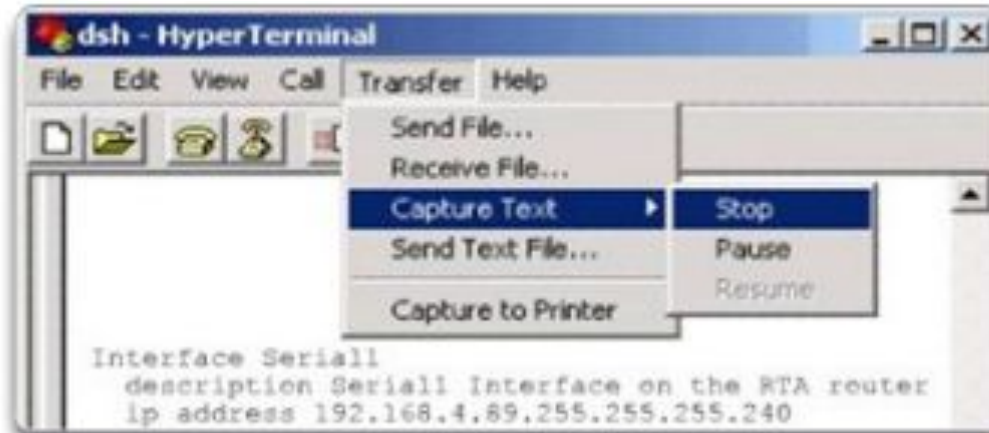 dsh - HyperTerminal
File Edit View Call Transfer Help
Send File...
Receive File...
Capture Text
Stop
Send Text File...
Pause
Resume
Capture to Printer
Interface Serial1
description Serial1 Interface on the RTA router
ip address 192.168.4.89.255.255.255.240